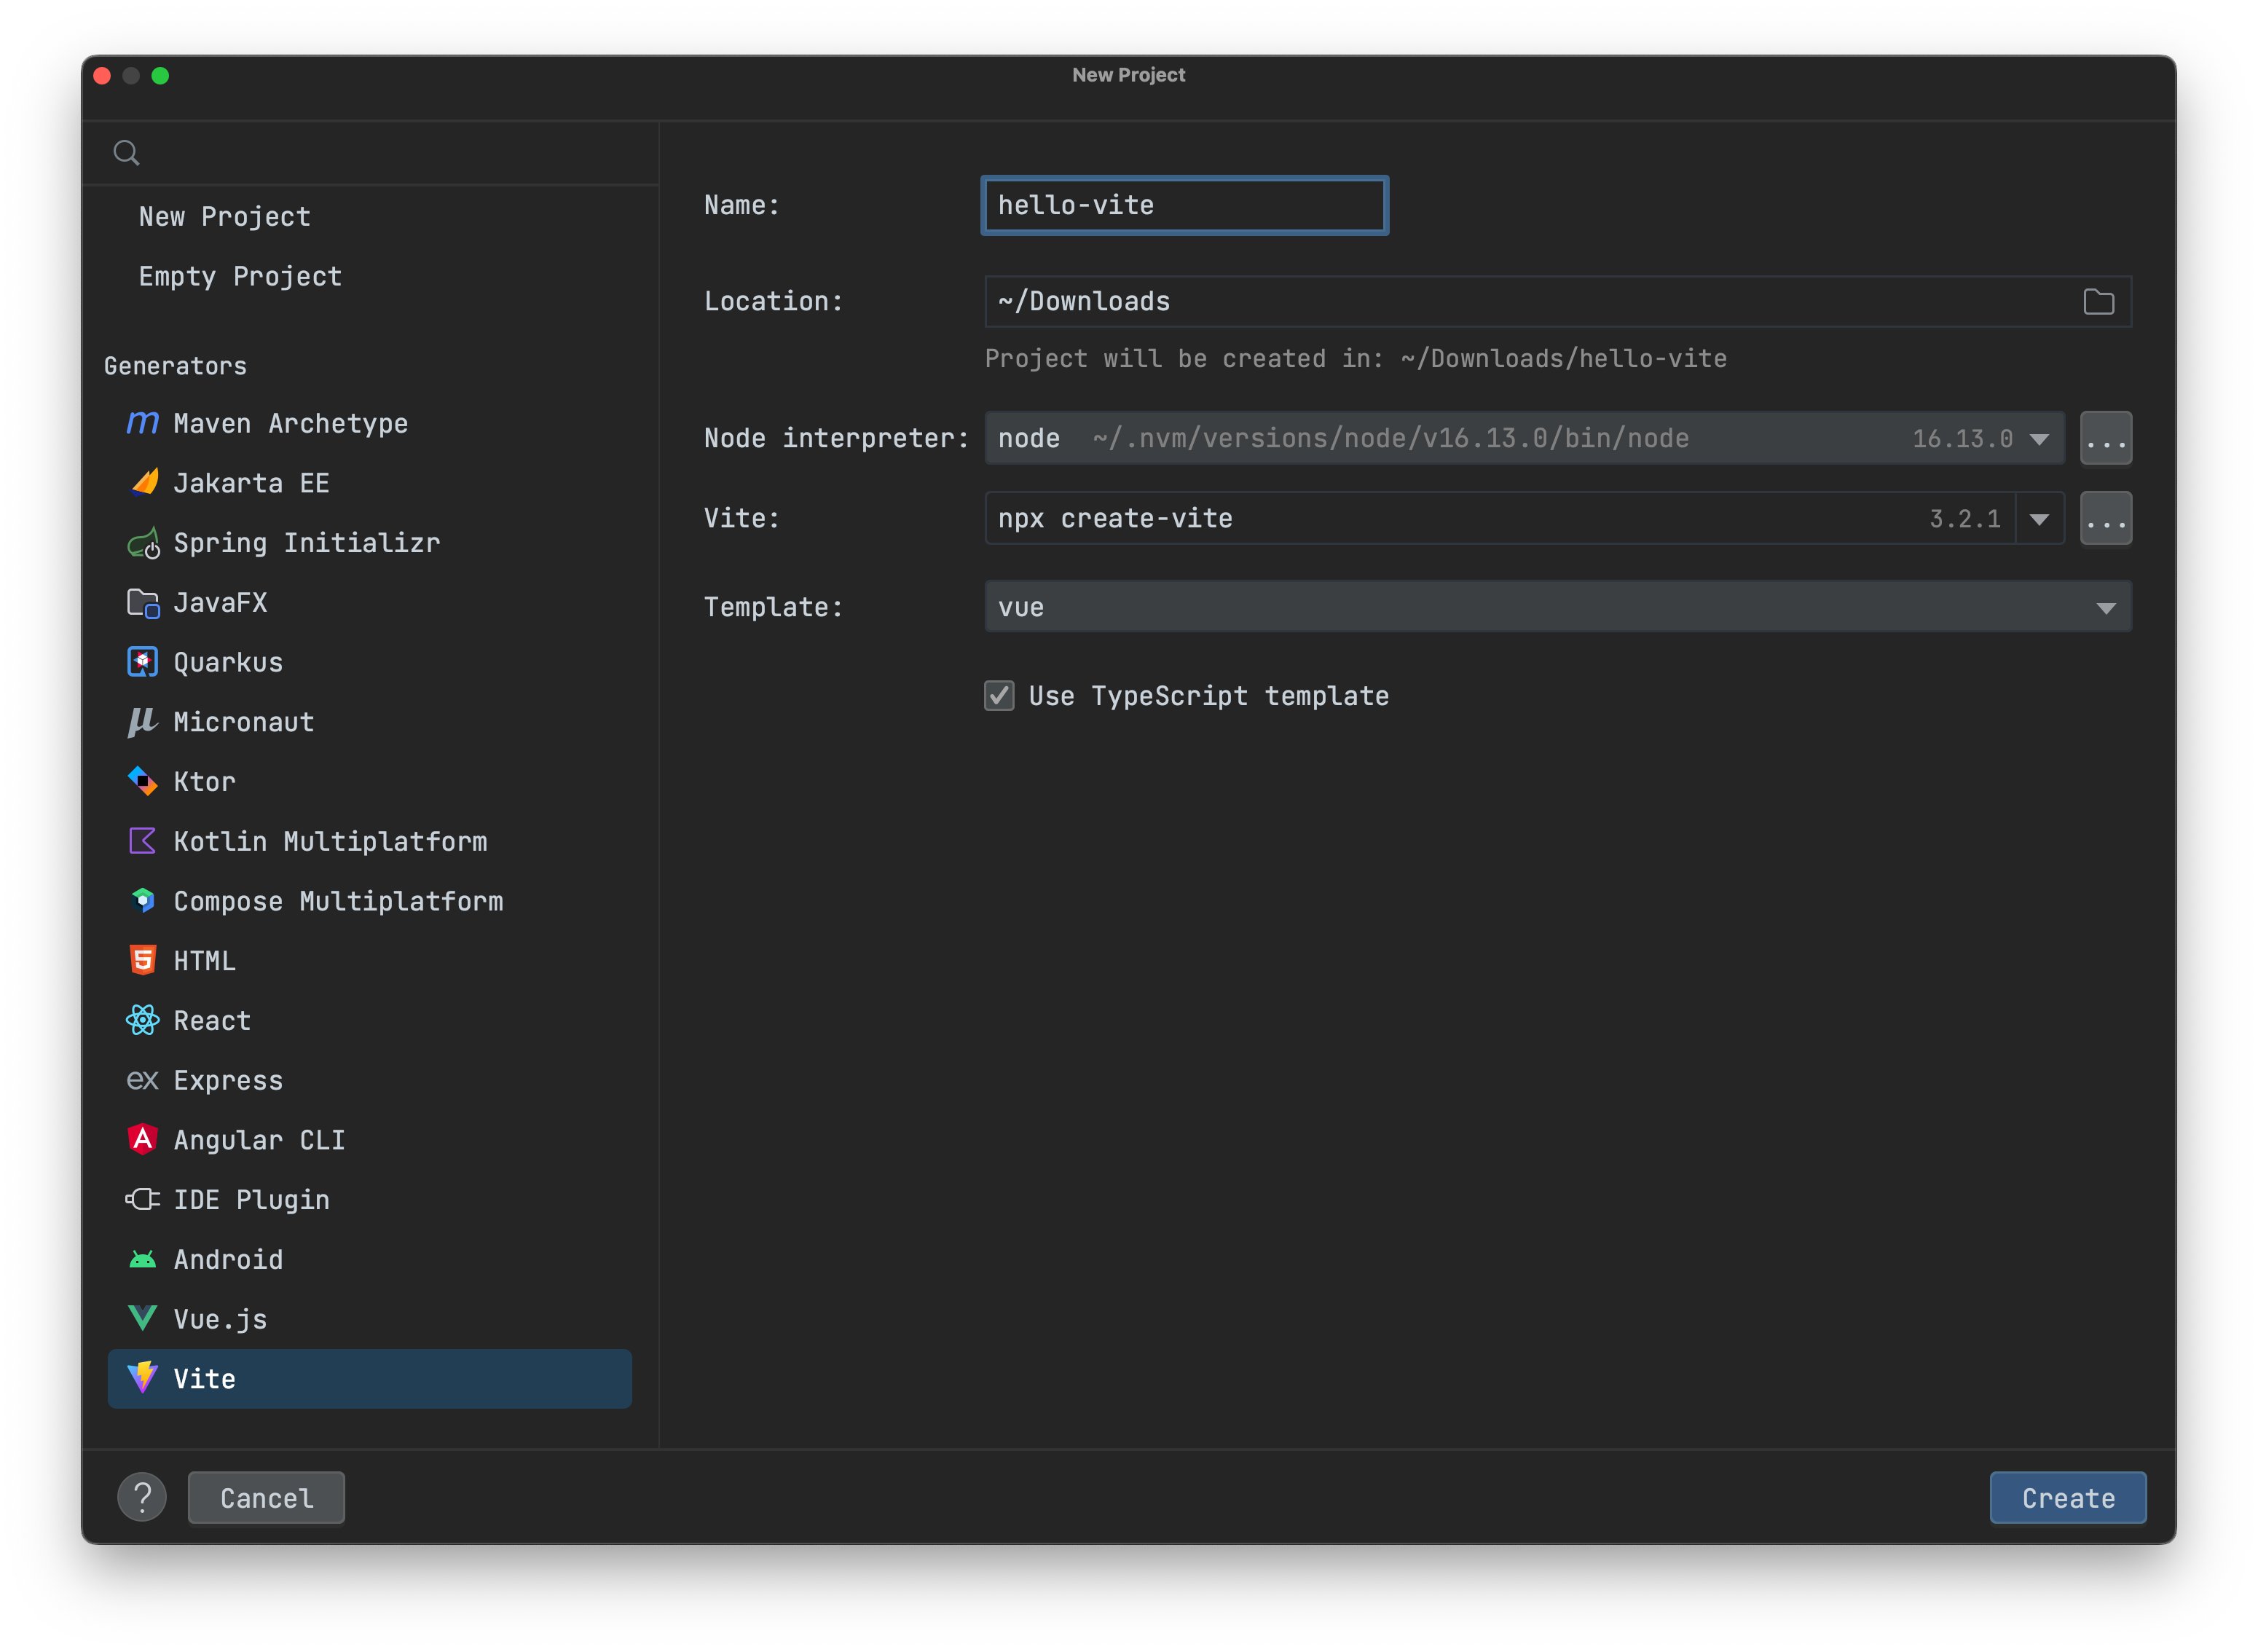 New Project
New Project
Empty Project
Generators
Maven Archetype
Jakarta EE
Spring Initializr
JavaFX
Quarkus
Micronaut
Ktor
Kotlin Multiplatform
Compose Multiplatform
HTML
React
Express
Angular CLI
IDE Plugin
Android
Vue.js
Vite
Name: hello-vite
Location: ~/Downloads
Project will be created in: ~/Downloads/hello-vite
Node interpreter: node ~/.nvm/versions/node/v16.13.0/bin/node 16.13.0 ...
Vite: npx create-vite 3.2.1 ...
Template: vue
Use TypeScript template
? Cancel Create